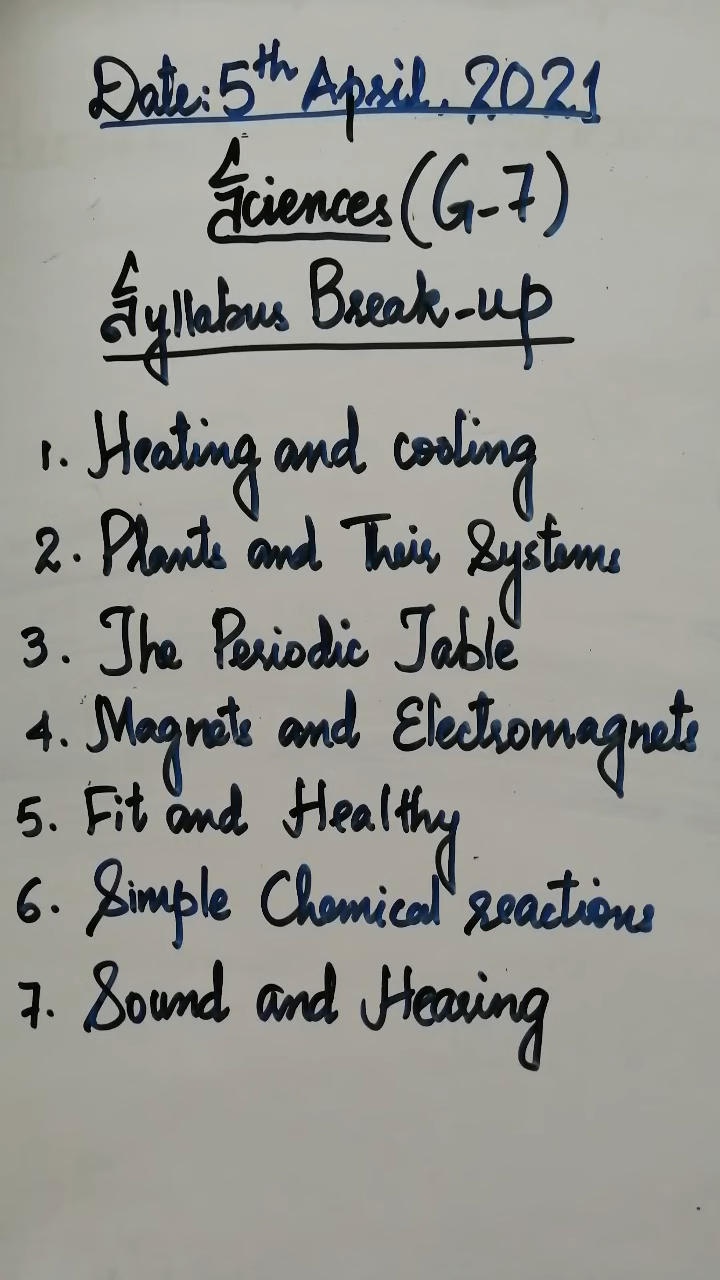 Date: 5th April, 2021
Sciences (G-7)
Syllabus Break-up
1. Heating and cooling
2. Plants and Their Systems
3. The Periodic Table
4. Magnets and Electromagnets
5. Fit and Healthy
6. Simple Chemical reactions
7. Sound and Hearing